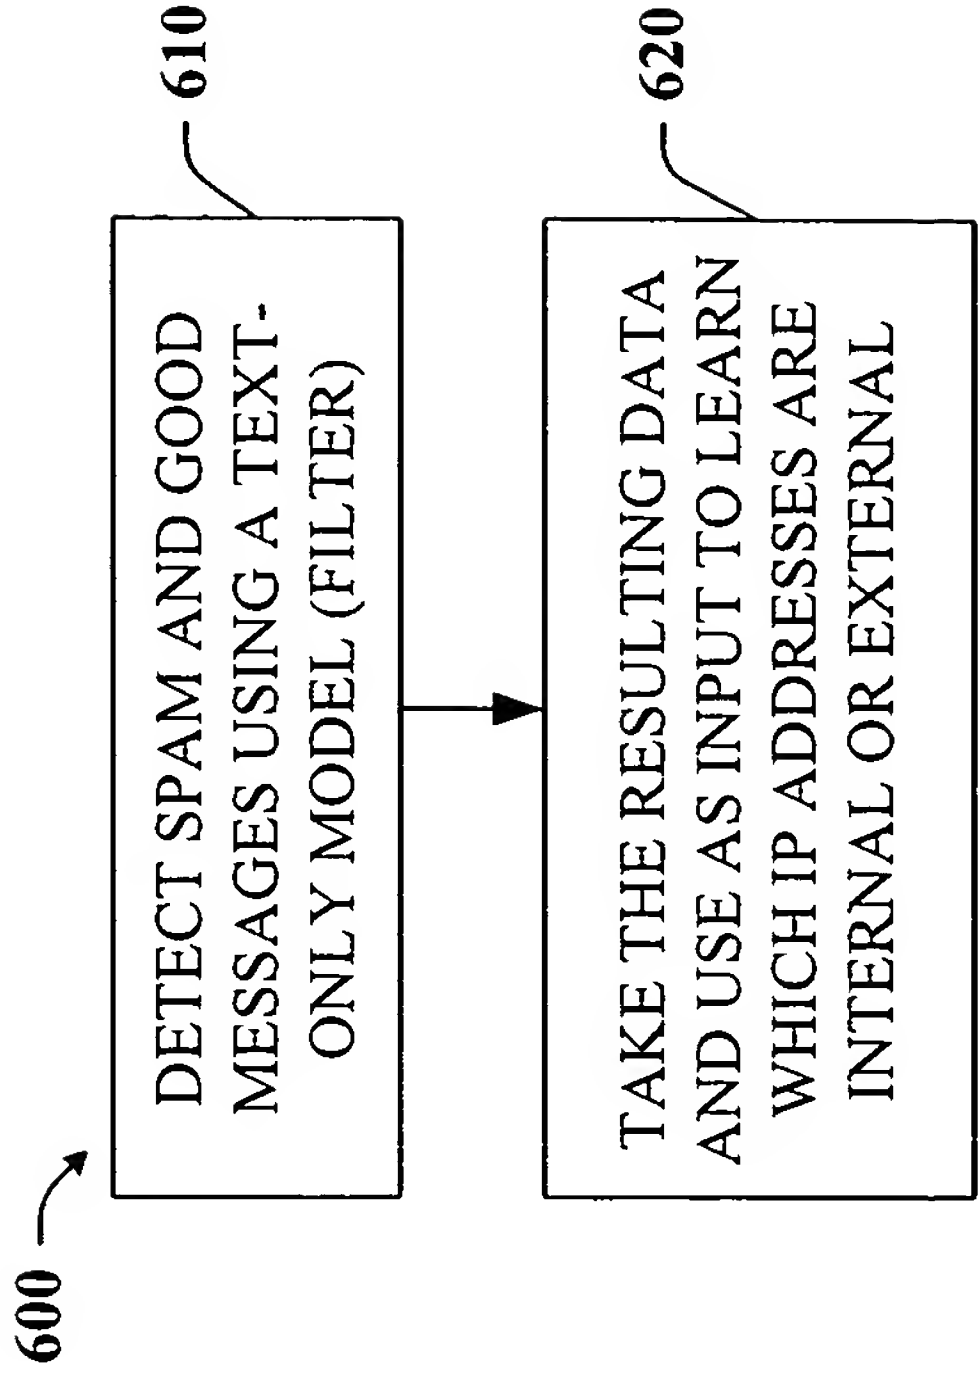 600
DETECT SPAM AND GOOD
MESSAGES USING A TEXT-
ONLY MODEL (FILTER)
610
TAKE THE RESULTING DATA
AND USE AS INPUT TO LEARN
WHICH IP ADDRESSES ARE
INTERNAL OR EXTERNAL
620